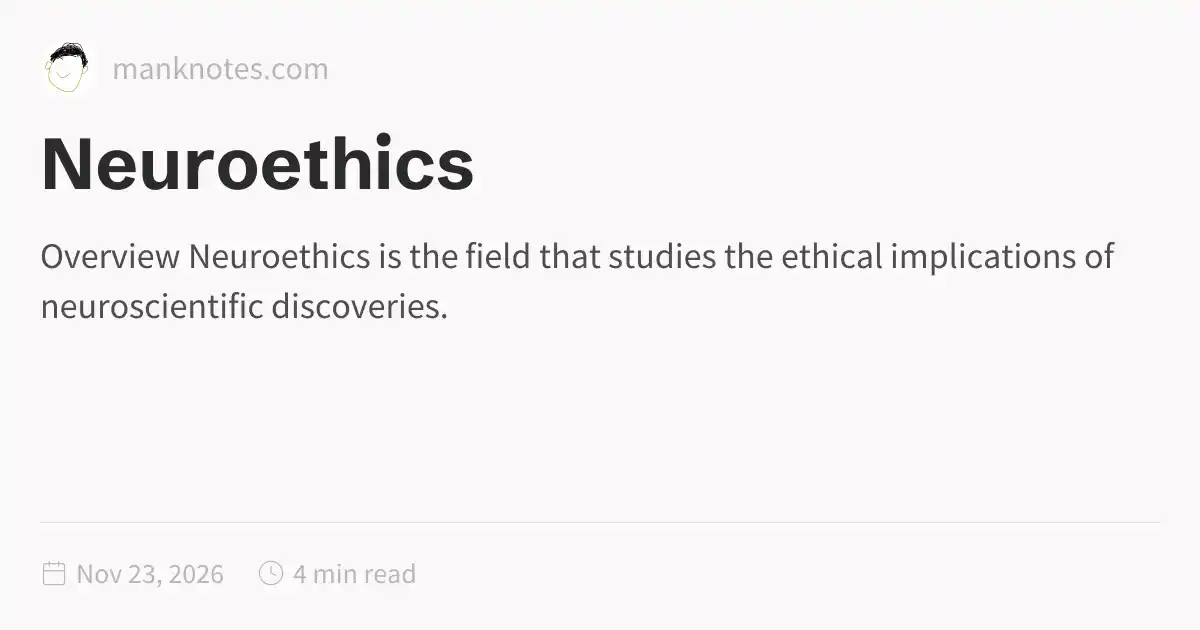 manknotes.com
Neuroethics
Overview Neuroethics is the field that studies the ethical implications of
neuroscientific discoveries.
Nov 23, 2026 4 min read